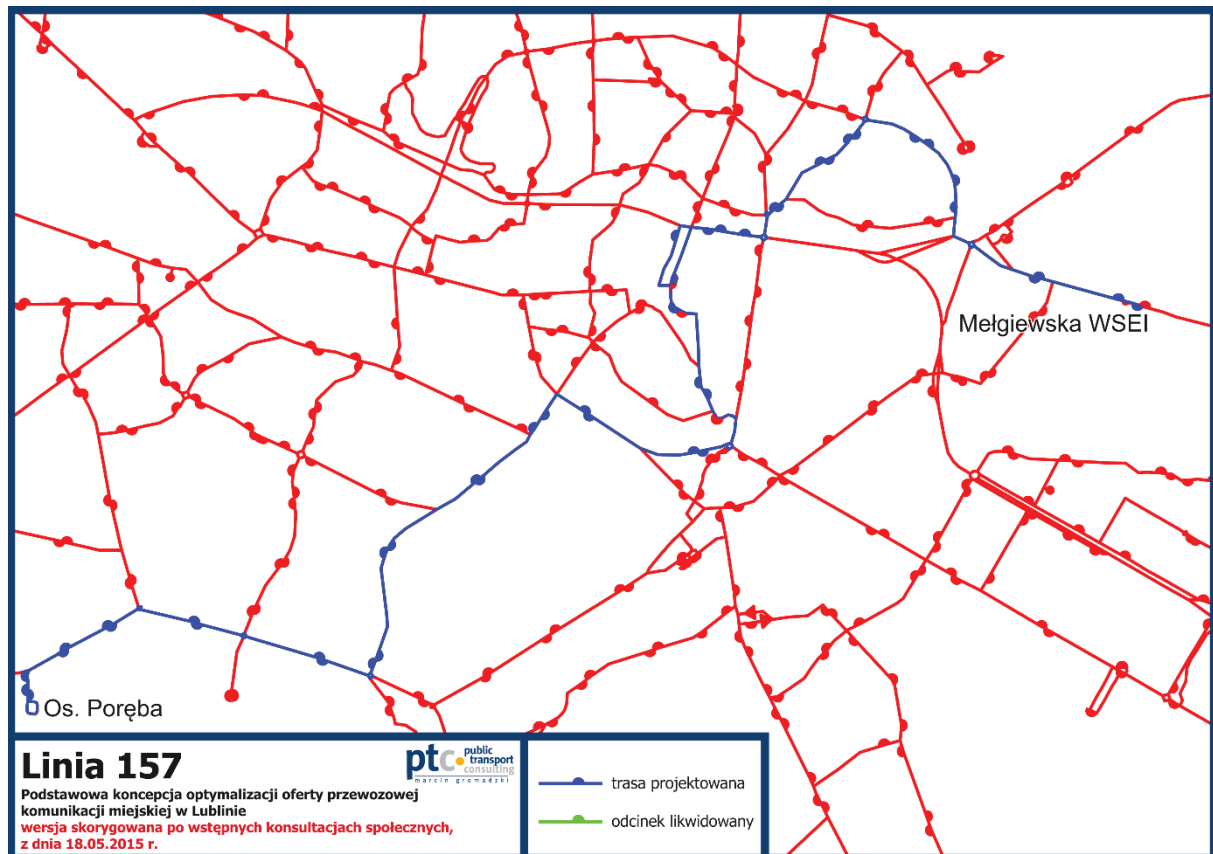 Mełgiewska WSEI
Os. Poręba
Linia 157
ptc public
transport
consulting
marcin gromadzki
Podstawowa koncepcja optymalizacji oferty przewozowej
komunikacji miejskiej w Lublinie
wersja skorygowana po wstępnych konsultacjach społecznych,
z dnia 18.05.2015 r.
trasa projektowana
odcinek likwidowany